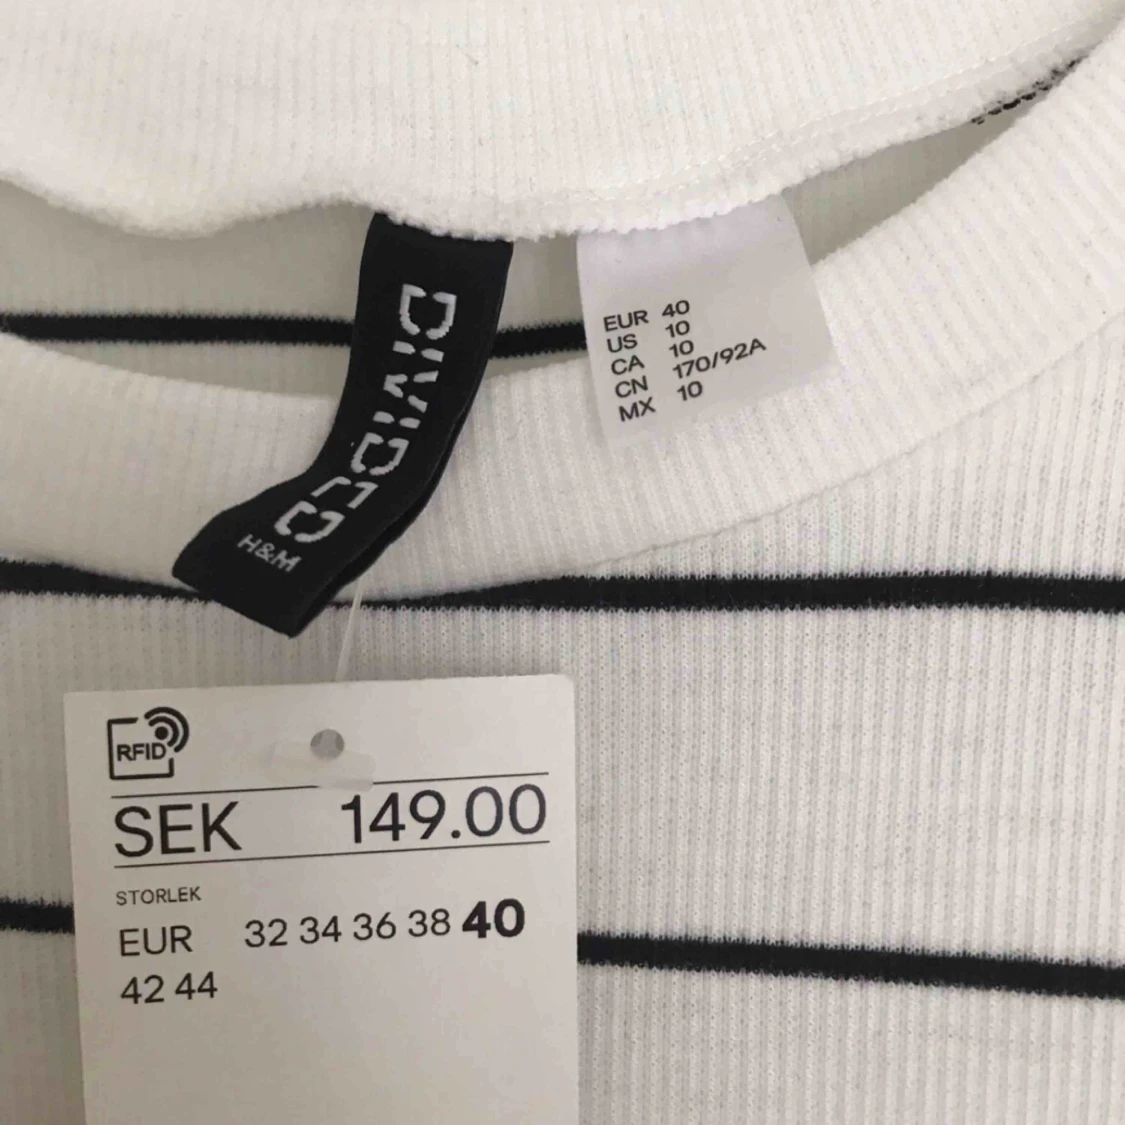 DIVIDED
H&M
EUR 40
US 10
CA 10
CN 170/92A
MX 10
RFID
SEK 149.00
STORLEK
EUR 32 34 36 38 40
42 44